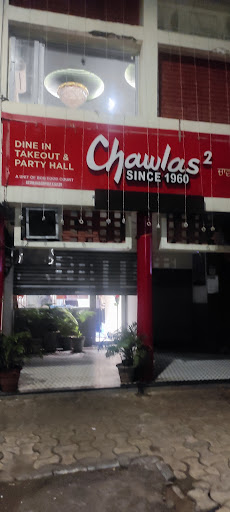 DINE IN
TAKEOUT &
PARTY HALL
Chawlas²
SINCE 1960